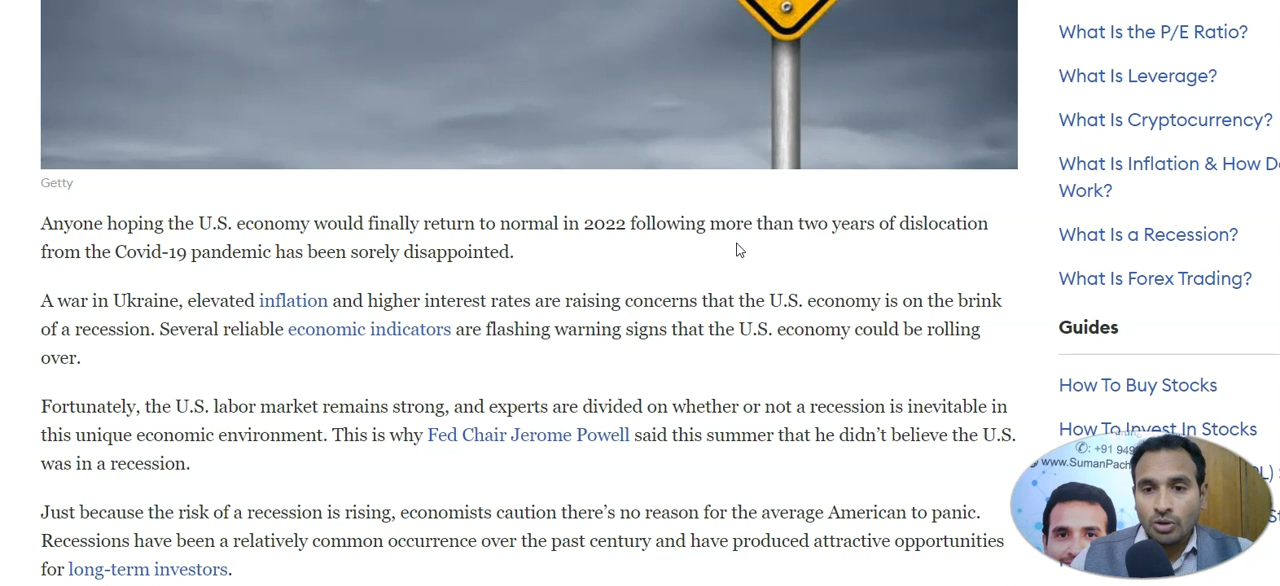 Getty
Anyone hoping the U.S. economy would finally return to normal in 2022 following more than two years of dislocation
from the Covid-19 pandemic has been sorely disappointed.
A war in Ukraine, elevated inflation and higher interest rates are raising concerns that the U.S. economy is on the brink
of a recession. Several reliable economic indicators are flashing warning signs that the U.S. economy could be rolling
over.
Fortunately, the U.S. labor market remains strong, and experts are divided on whether or not a recession is inevitable in
this unique economic environment. This is why Fed Chair Jerome Powell said this summer that he didn’t believe the U.S.
was in a recession.
Just because the risk of a recession is rising, economists caution there’s no reason for the average American to panic.
Recessions have been a relatively common occurrence over the past century and have produced attractive opportunities
for long-term investors.
What Is the P/E Ratio?
What Is Leverage?
What Is Cryptocurrency?
What Is Inflation & How
Work?
What Is a Recession?
What Is Forex Trading?
Guides
How To Buy Stocks
How To Invest In Stocks
✆: +91 949
www.SumanPach